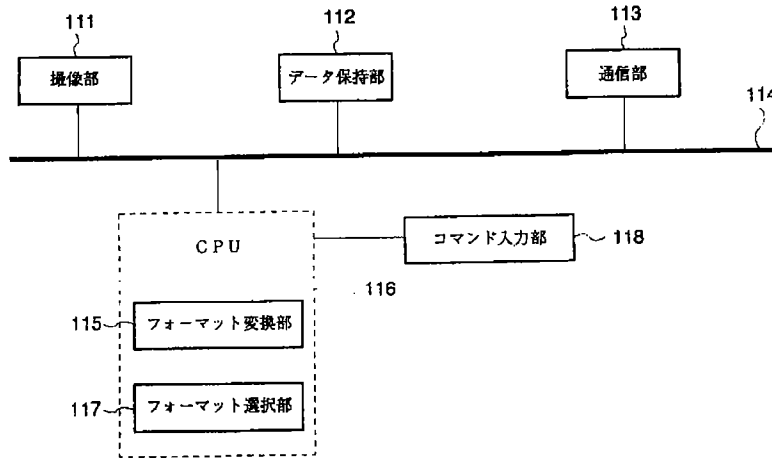 111
112
113
撮像部
データ保持部
通信部
114
CPU
コマンド入力部
118
116
115
フォーマット変換部
117
フォーマット選択部